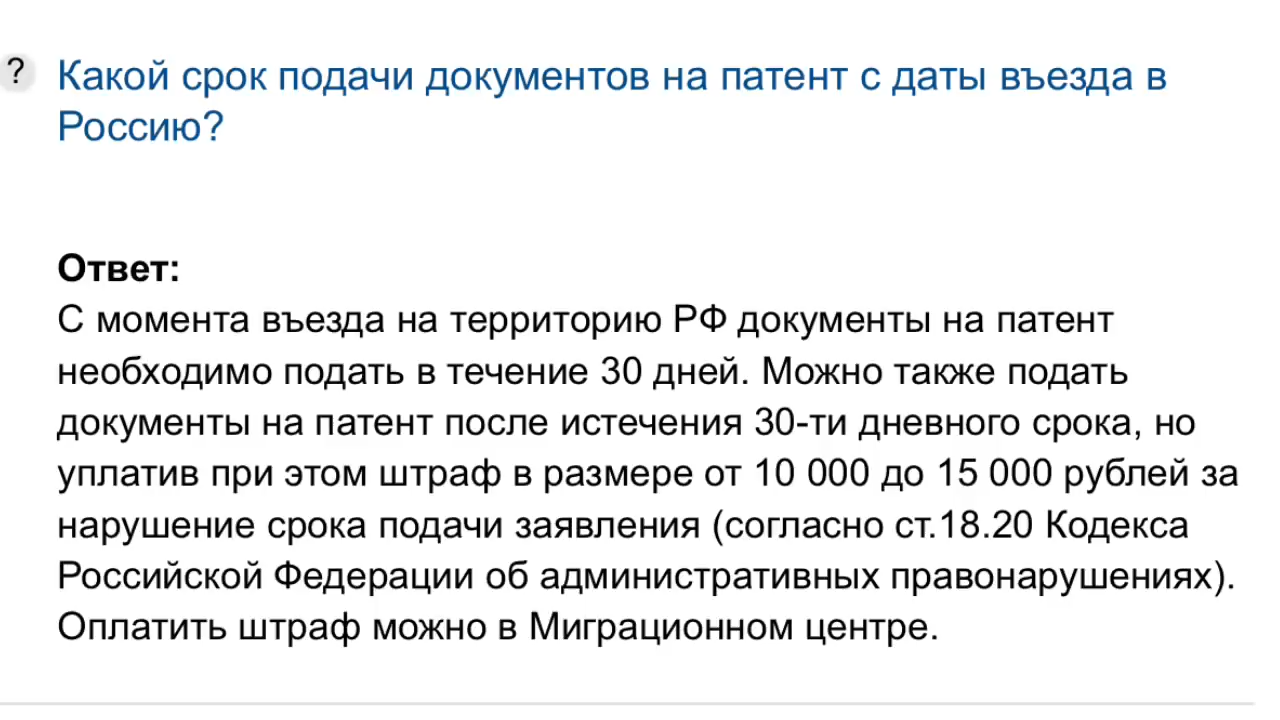 ?
Какой срок подачи документов на патент с даты въезда в
Россию?
Ответ:
С момента въезда на территорию РФ документы на патент
необходимо подать в течение 30 дней. Можно также подать
документы на патент после истечения 30-ти дневного срока, но
уплатив при этом штраф в размере от 10 000 до 15 000 рублей за
нарушение срока подачи заявления (согласно ст.18.20 Кодекса
Российской Федерации об административных правонарушениях).
Оплатить штраф можно в Миграционном центре.